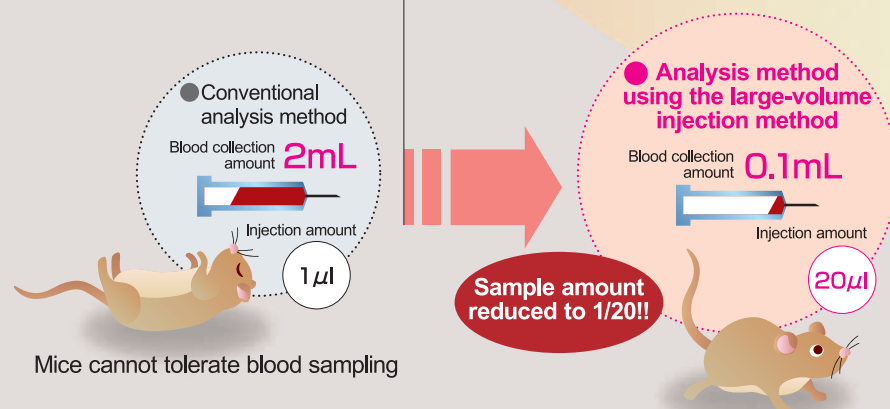 ●Conventional
analysis method
Blood collection
amount 2mL
Injection amount
1μl
Mice cannot tolerate blood sampling
Sample amount
reduced to 1/20!!
● Analysis method
using the large-volume
injection method
Blood collection
amount 0.1mL
Injection amount
20μl